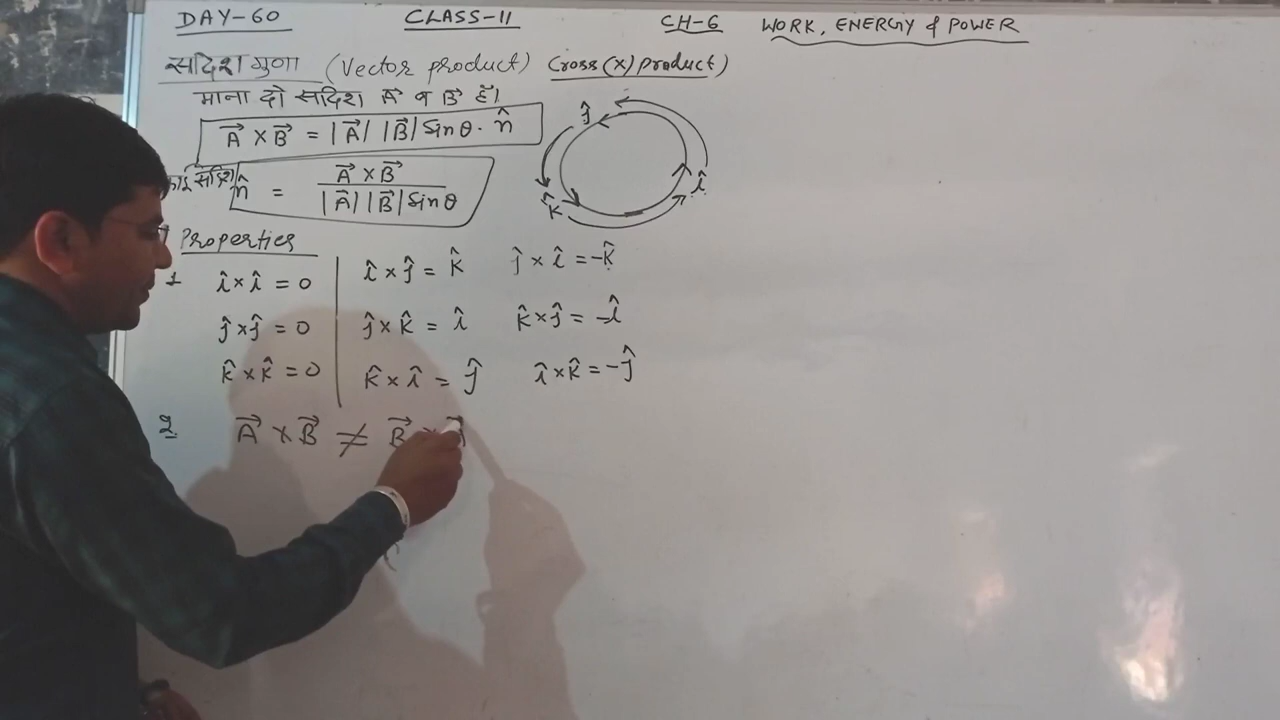 DAY-60 CLASS-11 CH-6 WORK, ENERGY & POWER
सदिश गुणा (Vector product) Cross(x) product)
माना दो सदिश A⃗ व B⃗ हैं।
A⃗ × B⃗ = |A⃗| |B⃗| Sinθ · n̂
सदिश n̂ = A⃗ × B⃗ / |A⃗| |B⃗| Sinθ
ĵ
k̂ î
Properties
1 î × î = 0 î × ĵ = k̂ ĵ × î = -k̂
ĵ × ĵ = 0 ĵ × k̂ = î k̂ × ĵ = -î
k̂ × k̂ = 0 k̂ × î = ĵ î × k̂ = -ĵ
2 A⃗ × B⃗ ≠ B⃗ ×